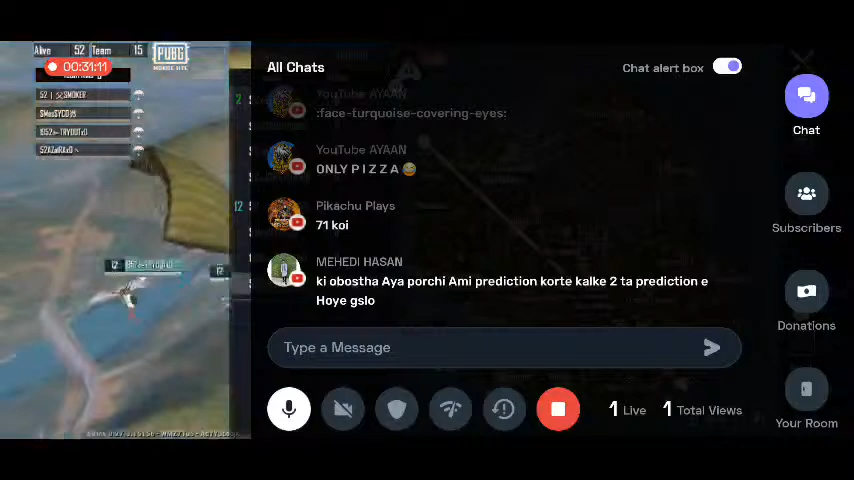 Alive 52 Team 15
PUBG
00:31:11
All Chats
Chat alert box
YouTube AYAAN
:face-turquoise-covering-eyes:
YouTube AYAAN
ONLY P I Z Z A 😂
Pikachu Plays
71 koi
MEHEDI HASAN
ki obostha Aya porchi Ami prediction korte kalke 2 ta prediction e
Hoye gslo
Type a Message
1 Live 1 Total Views
Chat
Subscribers
Donations
Your Room
12